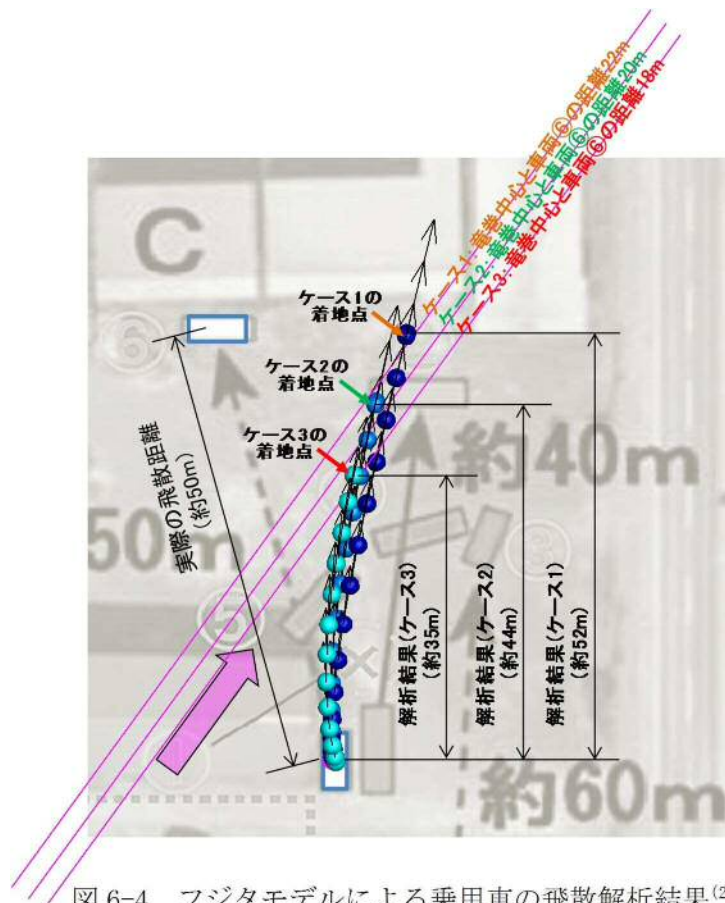 ケース1:竜巻中心と車両⑥の距離22m
ケース2:竜巻中心と車両⑥の距離20m
ケース3:竜巻中心と車両⑥の距離18m
C
ケース1の
着地点
⑥
ケース2の
着地点
ケース3の
着地点
約40m
実際の飛散距離
(約50m)
50m
⑤
解析結果(ケース3)
(約35m)
解析結果(ケース2)
(約44m)
解析結果(ケース1)
(約52m)
約60m
図 6-4 フジタモデルによる乗用車の飛散解析結果(2